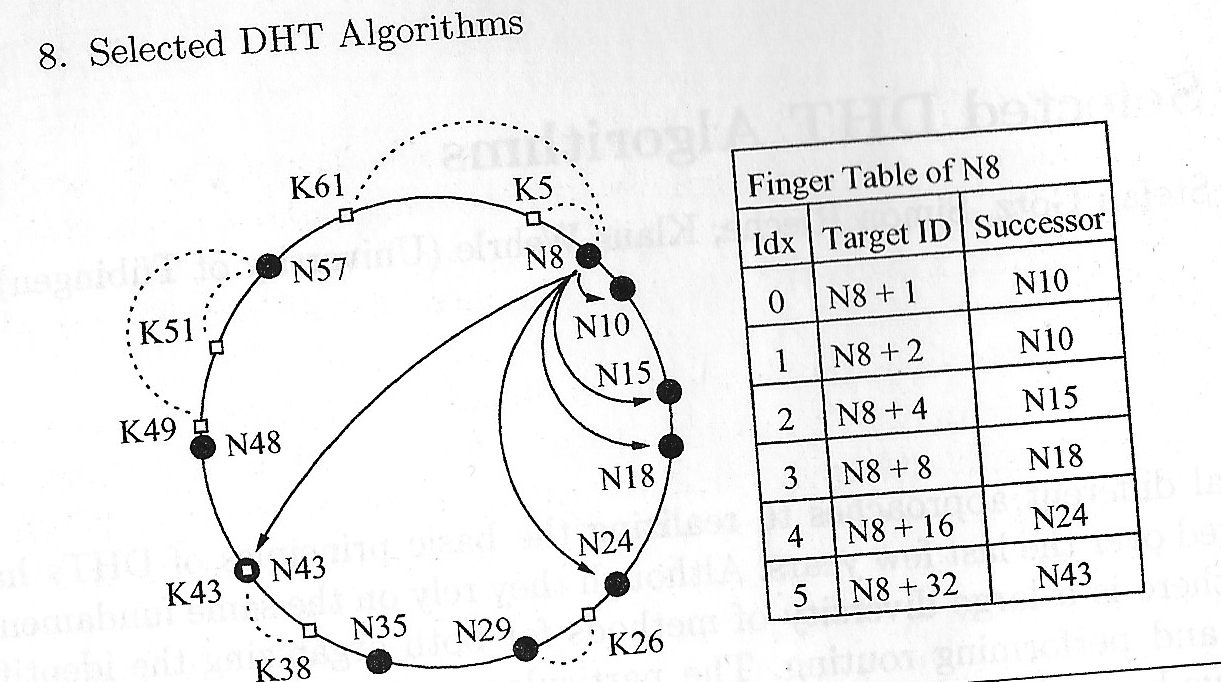 8. Selected DHT Algorithms
K61
K5
N57
N8
K51
N10
N15
K49
N48
N18
N24
K43
N43
N35
N29
K26
K38
Finger Table of N8
Idx Target ID Successor
0 N8 + 1 N10
1 N8 + 2 N10
2 N8 + 4 N15
3 N8 + 8 N18
4 N8 + 16 N24
5 N8 + 32 N43